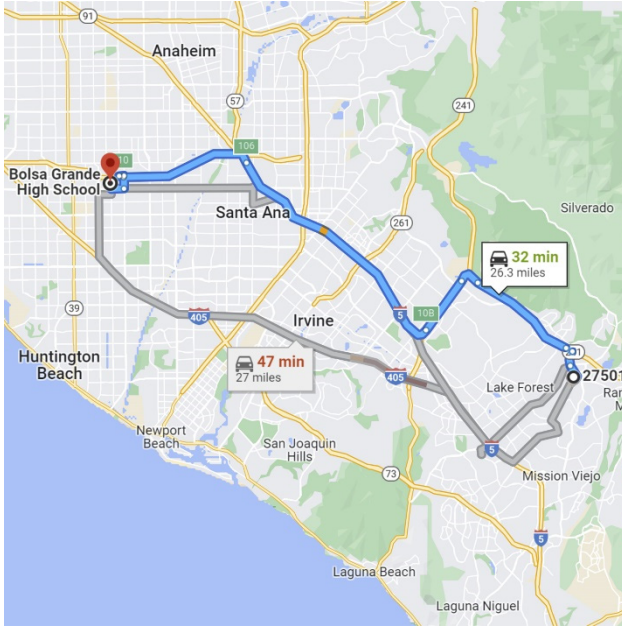 91
Anaheim
57
241
106
10
Bolsa Grande
High School
Santa Ana
Silverado
261
32 min
26.3 miles
39
405
Irvine
5
10B
Huntington
Beach
47 min
27 miles
405
Lake Forest
27501
Ra
M
Newport
Beach
San Joaquin
Hills
5
73
Mission Viejo
5
Laguna Beach
Laguna Niguel